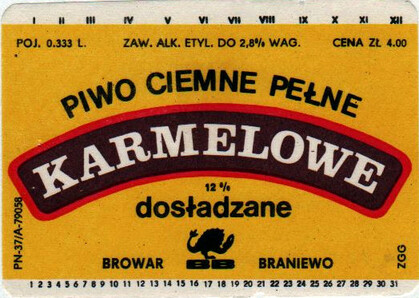 I II III IV V VI VII VIII IX X XI XII
POJ. 0.333 L. ZAW. ALK. ETYL. DO 2,8% WAG. CENA ZŁ 4.00
PIWO CIEMNE PEŁNE
KARMELOWE
12 %
dosładzane
PN-37/A-79058
BB
BROWAR BRANIEWO
ZGG
1 2 3 4 5 6 7 8 9 10 11 12 13 14 15 16 17 18 19 20 21 22 23 24 25 26 27 28 29 30 31